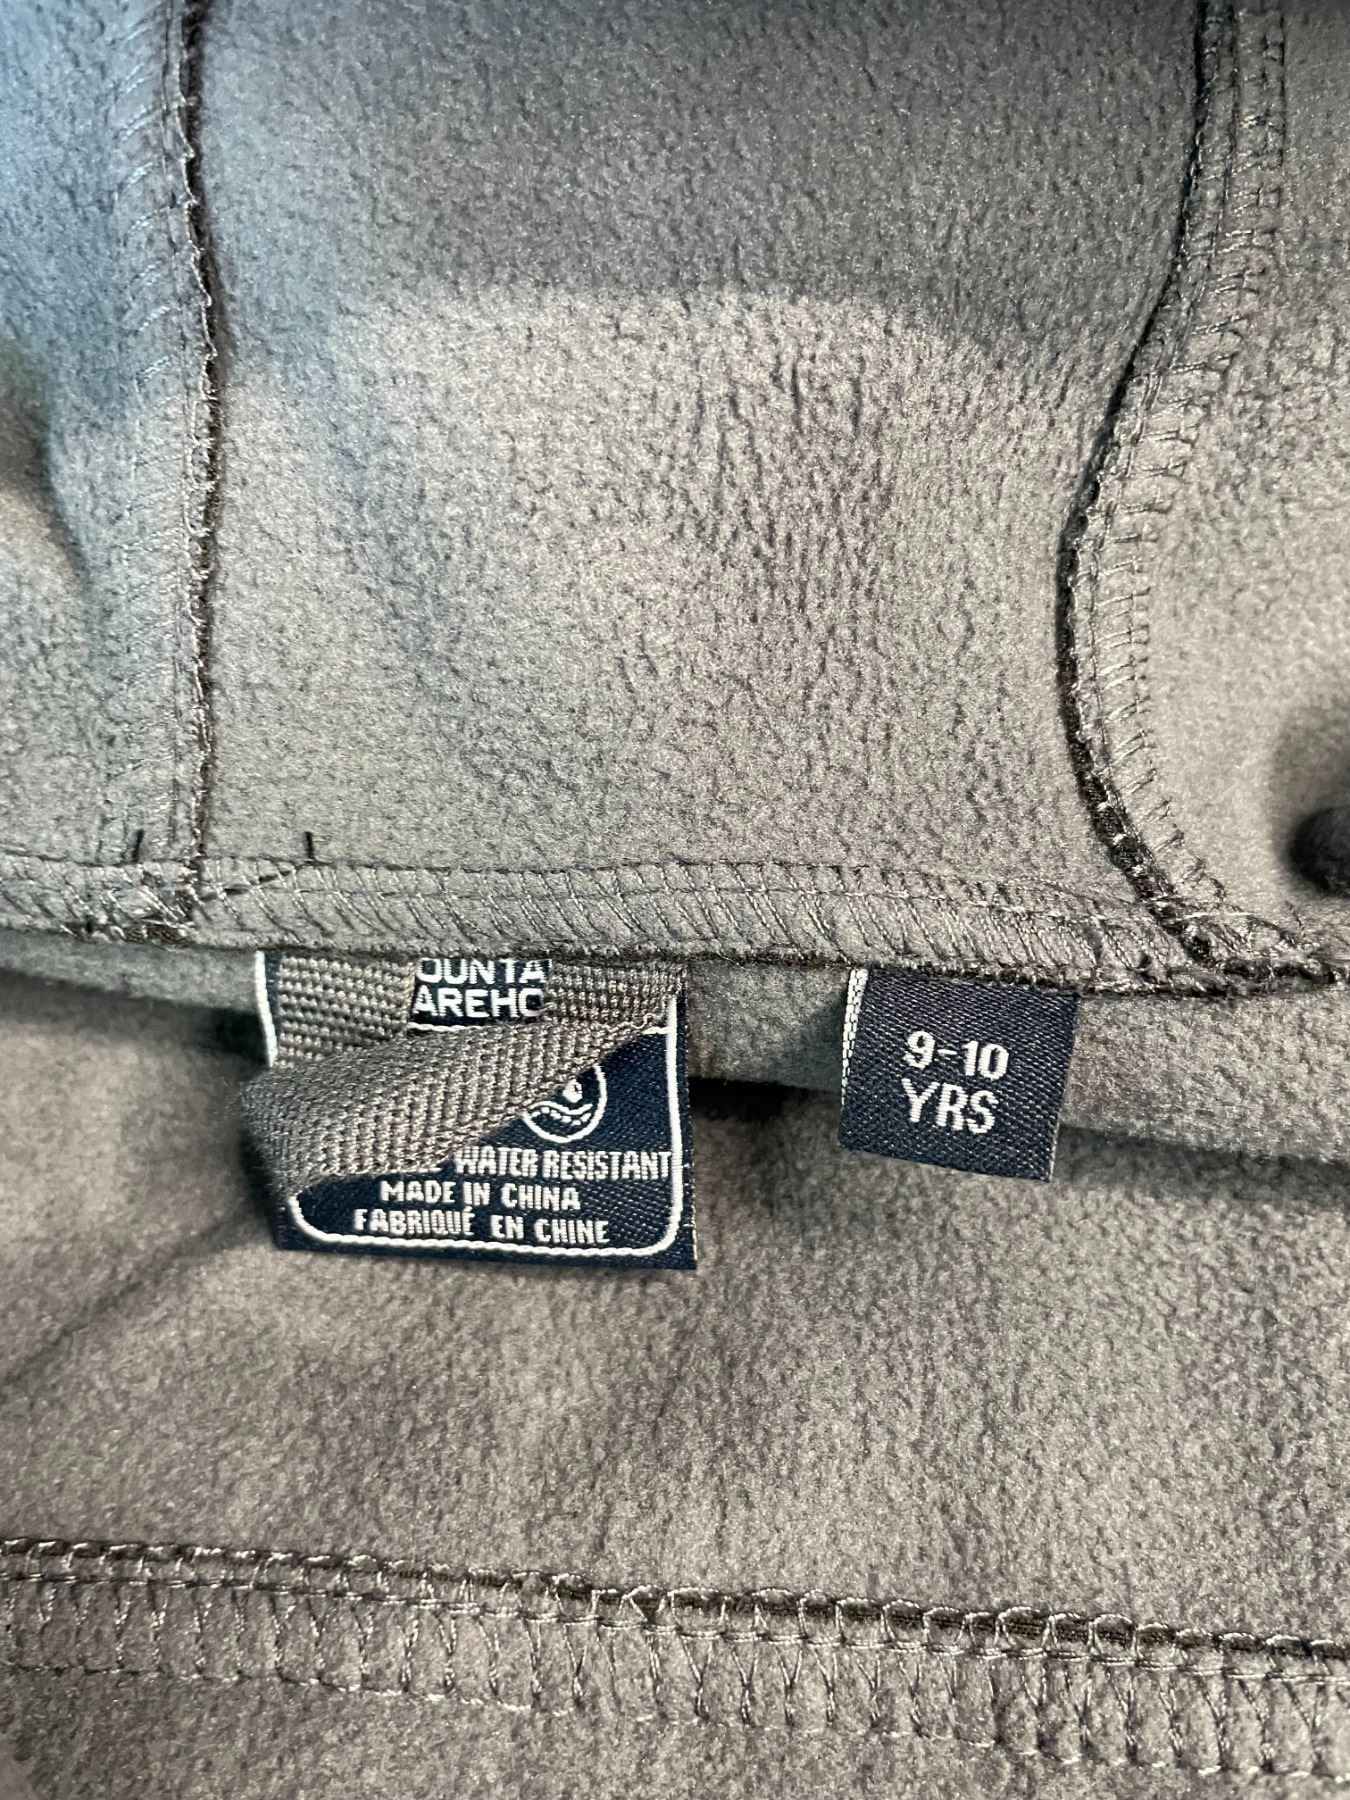 OUNTA
AREHO
WATER RESISTANT
MADE IN CHINA
FABRIQUÉ EN CHINE
9-10
YRS